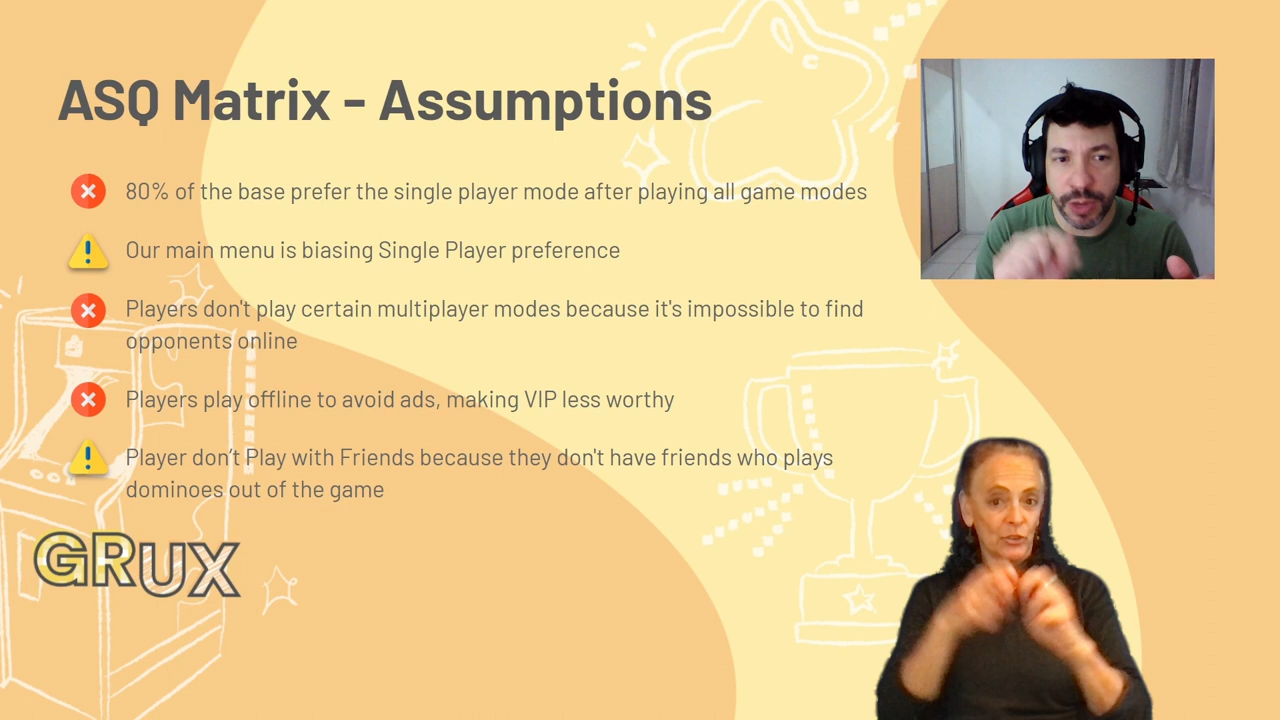 ASQ Matrix - Assumptions
80% of the base prefer the single player mode after playing all game modes
Our main menu is biasing Single Player preference
Players don't play certain multiplayer modes because it's impossible to find
opponents online
Players play offline to avoid ads, making VIP less worthy
Player don’t Play with Friends because they don't have friends who plays
dominoes out of the game
GRUX